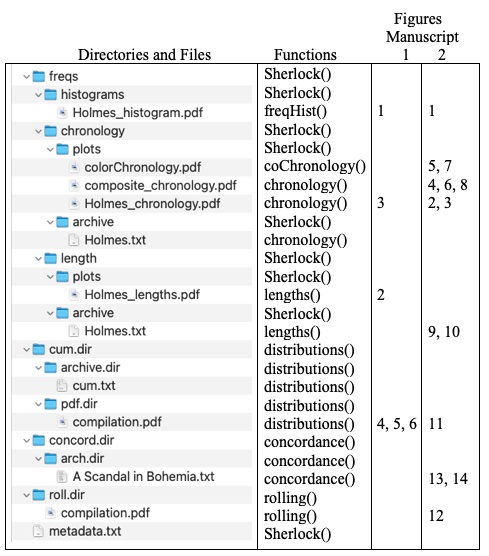 Figures
Manuscript
Directories and Files Functions 1 2
freqs Sherlock()
histograms Sherlock()
Holmes_histogram.pdf freqHist() 1 1
chronology Sherlock()
plots Sherlock()
colorChronology.pdf coChronology() 5, 7
composite_chronology.pdf chronology() 4, 6, 8
Holmes_chronology.pdf chronology() 3 2, 3
archive Sherlock()
Holmes.txt chronology()
length Sherlock()
plots Sherlock()
Holmes_lengths.pdf lengths() 2
archive Sherlock()
Holmes.txt lengths() 9, 10
cum.dir distributions()
archive.dir distributions()
cum.txt distributions()
pdf.dir distributions()
compilation.pdf distributions() 4, 5, 6 11
concord.dir concordance()
arch.dir concordance()
A Scandal in Bohemia.txt concordance() 13, 14
roll.dir rolling()
compilation.pdf rolling() 12
metadata.txt Sherlock()